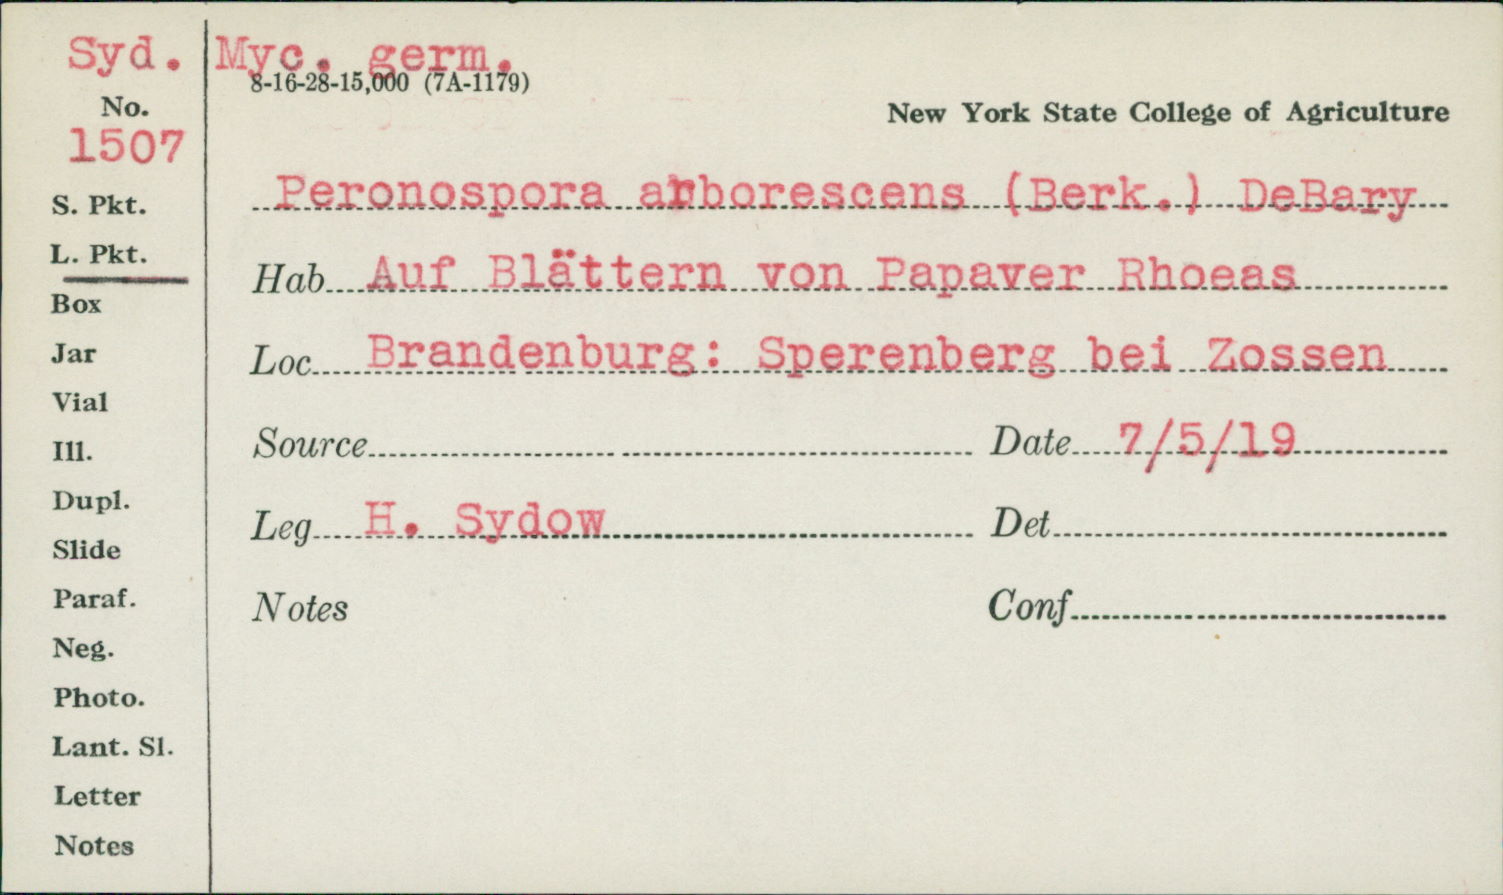 Syd. Myc. germ.
8-16-28-15,000 (7A-1179)
No.
1507
New York State College of Agriculture
Peronospora arborescens (Berk.) DeBary
Hab Auf Blättern von Papaver Rhoeas
Loc Brandenburg: Sperenberg bei Zossen
Source
Date 7/5/19
Leg H. Sydow
Det
Notes
Conf
S. Pkt.
L. Pkt.
Box
Jar
Vial
Ill.
Dupl.
Slide
Paraf.
Neg.
Photo.
Lant. Sl.
Letter
Notes